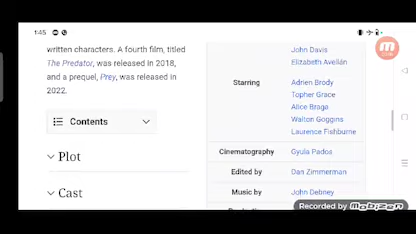 1:45
written characters. A fourth film, titled
The Predator, was released in 2018,
and a prequel, Prey, was released in
2022.
Contents
Plot
Cast
John Davis
Elizabeth Avellán
Starring
Adrien Brody
Topher Grace
Alice Braga
Walton Goggins
Laurence Fishburne
Cinematography
Gyula Pados
Edited by
Dan Zimmerman
Music by
John Debney
Recorded by Mobizen